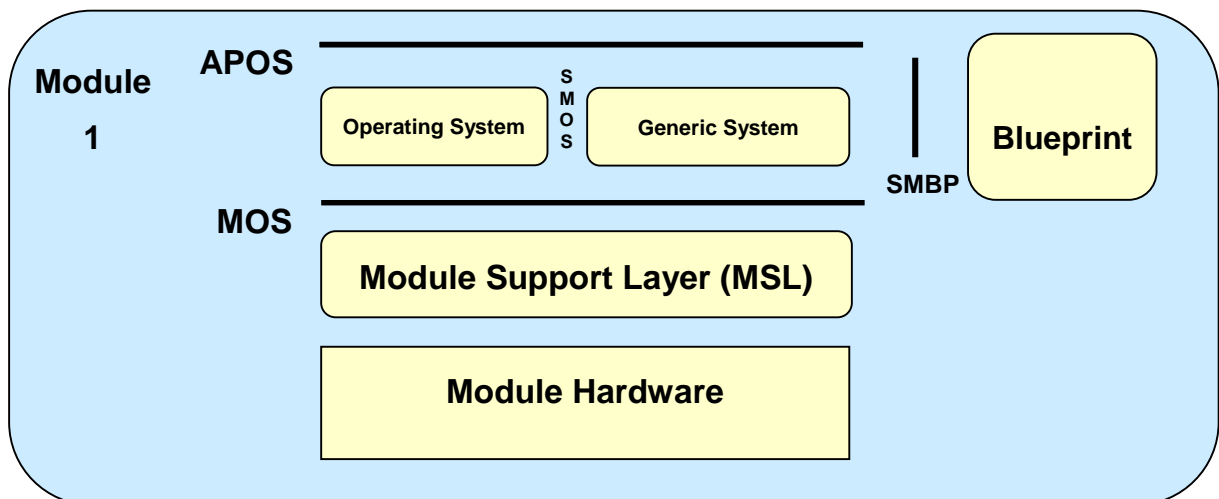 Module
1
APOS
Operating System
S
M
O
S
Generic System
SMBP
Blueprint
MOS
Module Support Layer (MSL)
Module Hardware